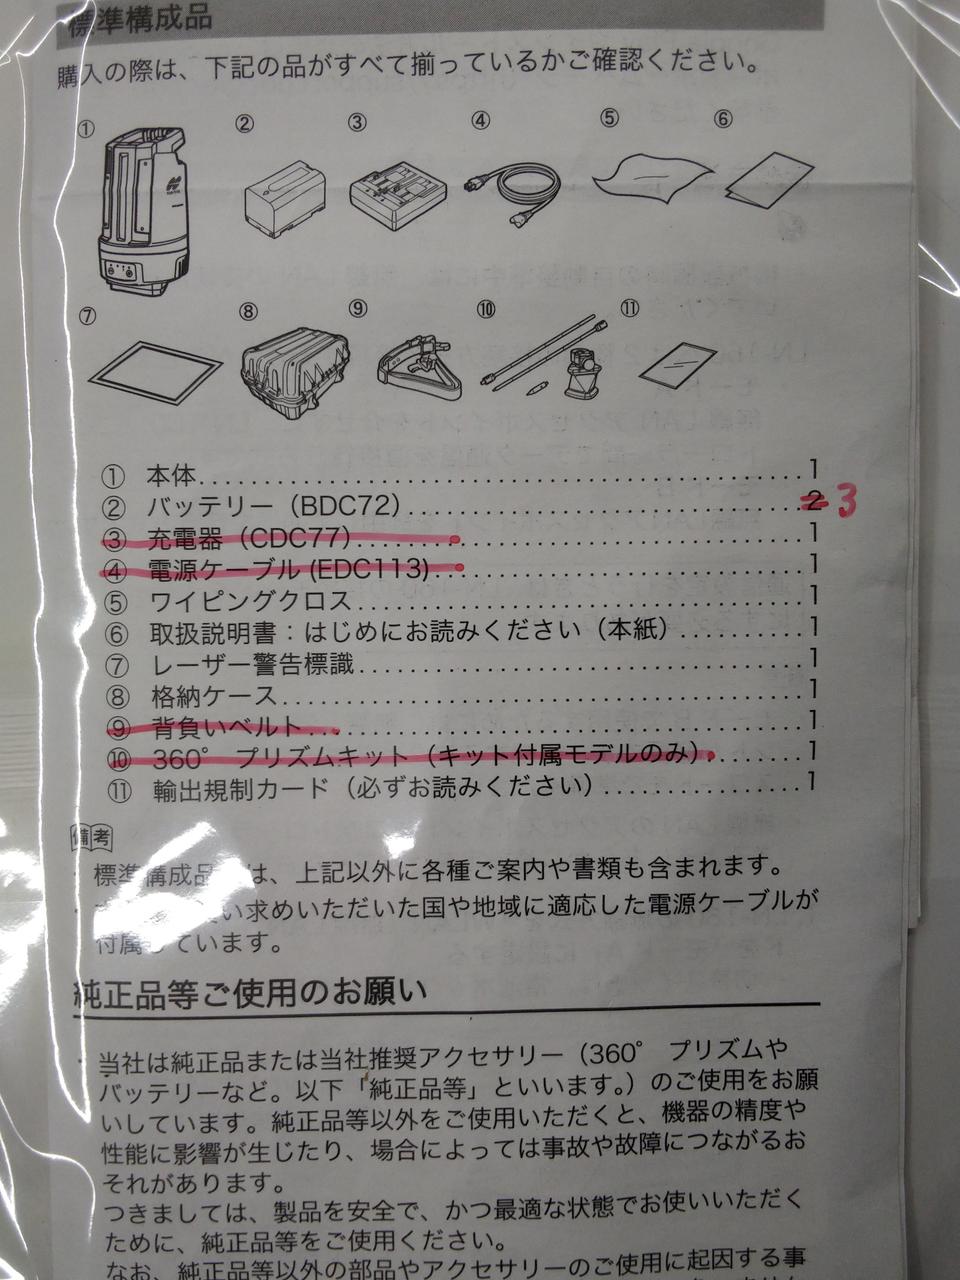 標準構成品
購入の際は、下記の品がすべて揃っているかご確認ください。
① ② ③ ④ ⑤ ⑥
⑦ ⑧ ⑨ ⑩ ⑪
① 本体 1
② バッテリー（BDC72） 2 3
③ 充電器（CDC77） 1
④ 電源ケーブル (EDC113) 1
⑤ ワイピングクロス 1
⑥ 取扱説明書：はじめにお読みください（本紙） 1
⑦ レーザー警告標識 1
⑧ 格納ケース 1
⑨ 背負いベルト 1
⑩ 360° プリズムキット（キット付属モデルのみ） 1
⑪ 輸出規制カード（必ずお読みください） 1
備考
・標準構成品 は、上記以外に各種ご案内や書類も含まれます。
い求めいただいた国や地域に適応した電源ケーブルが
付属 ています。
純正品等ご使用のお願い
・当社は純正品または当社推奨アクセサリー（360° プリズムや
バッテリーなど。以下「純正品等」といいます。）のご使用をお願
いしています。純正品等以外をご使用いただくと、機器の精度や
性能に影響が生じたり、場合によっては事故や故障につながるお
それがあります。
つきましては、製品を安全で、かつ最適な状態でお使いいただく
ために、純正品等をご使用ください。
なお、純正品等以外の部品やアクセサリーのご使用に起因する事